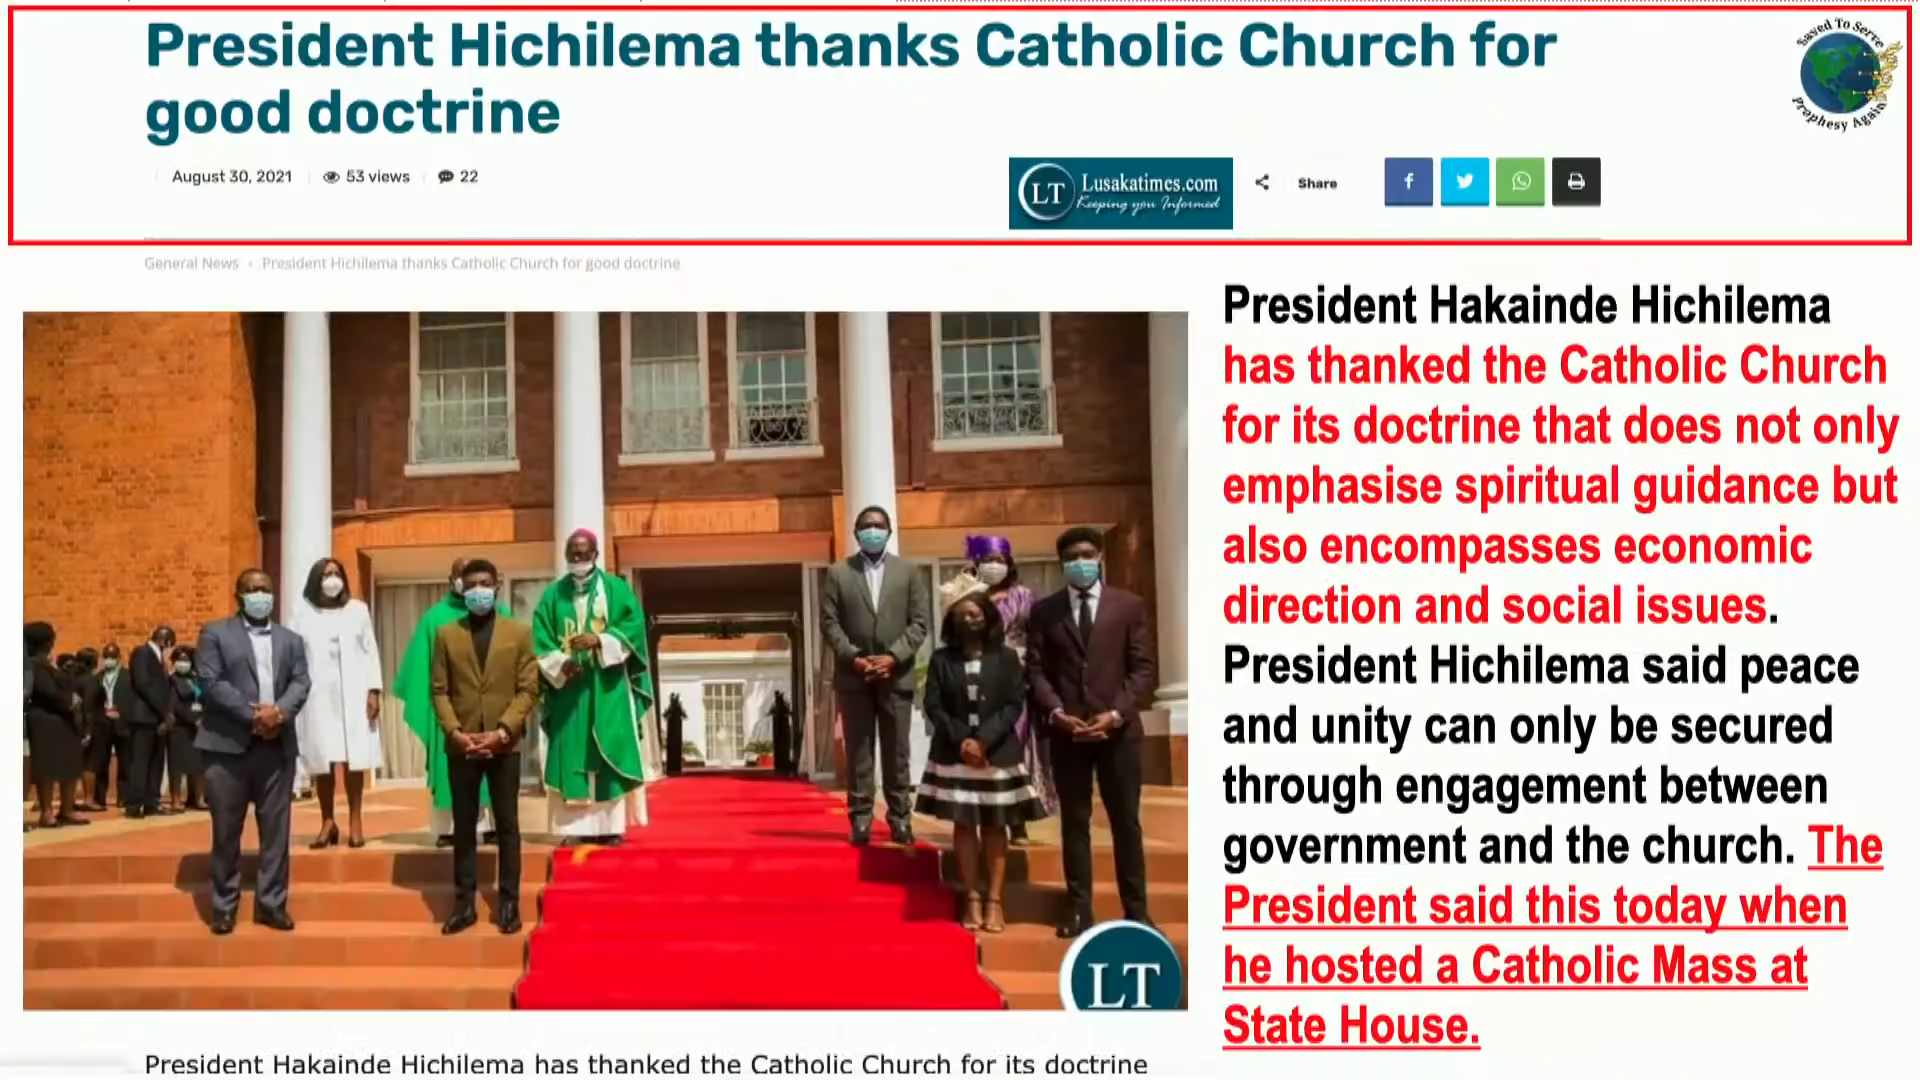 President Hichilema thanks Catholic Church for
good doctrine
Saved To Serve
Prophesy Again
August 30, 2021
53 views
22
LT
Lusakatimes.com
Keeping you Informed
Share
General News
President Hichilema thanks Catholic Church for good doctrine
President Hakainde Hichilema
has thanked the Catholic Church
for its doctrine that does not only
emphasise spiritual guidance but
also encompasses economic
direction and social issues.
President Hichilema said peace
and unity can only be secured
through engagement between
government and the church. The
President said this today when
he hosted a Catholic Mass at
State House.
LT
President Hakainde Hichilema has thanked the Catholic Church for its doctrine